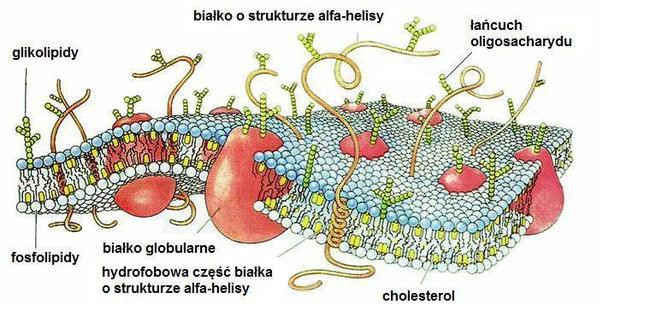 białko o strukturze alfa-helisy
łańcuch
oligosacharydu
glikolipidy
fosfolipidy
białko globularne
hydrofobowa część białka
o strukturze alfa-helisy
cholesterol